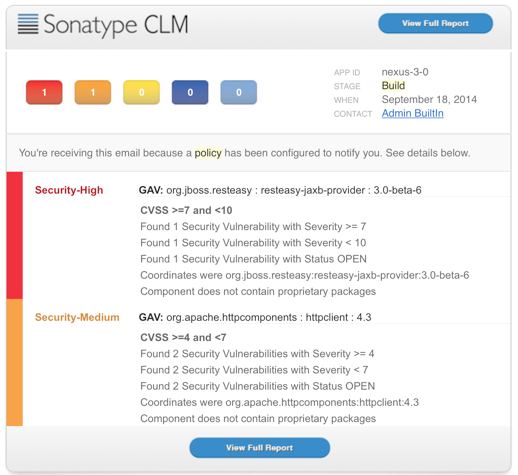 Sonatype CLM
View Full Report
1 1 0 0 0
APP ID nexus-3-0
STAGE Build
WHEN September 18, 2014
CONTACT Admin BuiltIn
You're receiving this email because a policy has been configured to notify you. See details below.
Security-High GAV: org.jboss.resteasy : resteasy-jaxb-provider : 3.0-beta-6
CVSS >=7 and <10
Found 1 Security Vulnerability with Severity >= 7
Found 1 Security Vulnerability with Severity < 10
Found 1 Security Vulnerability with Status OPEN
Coordinates were org.jboss.resteasy:resteasy-jaxb-provider:3.0-beta-6
Component does not contain proprietary packages
Security-Medium GAV: org.apache.httpcomponents : httpclient : 4.3
CVSS >=4 and <7
Found 2 Security Vulnerabilities with Severity >= 4
Found 2 Security Vulnerabilities with Severity < 7
Found 2 Security Vulnerabilities with Status OPEN
Coordinates were org.apache.httpcomponents:httpclient:4.3
Component does not contain proprietary packages
View Full Report